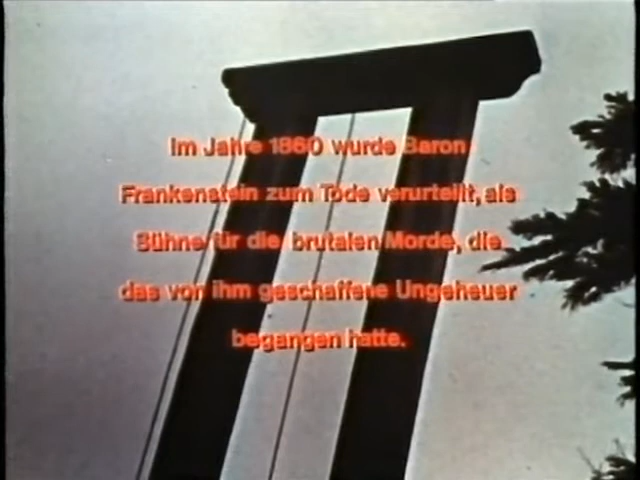 Im Jahre 1860 wurde Baron
Frankenstein zum Tode verurteilt, als
Sühne für die brutalen Morde, die
das von ihm geschaffene Ungeheuer
begangen hatte.